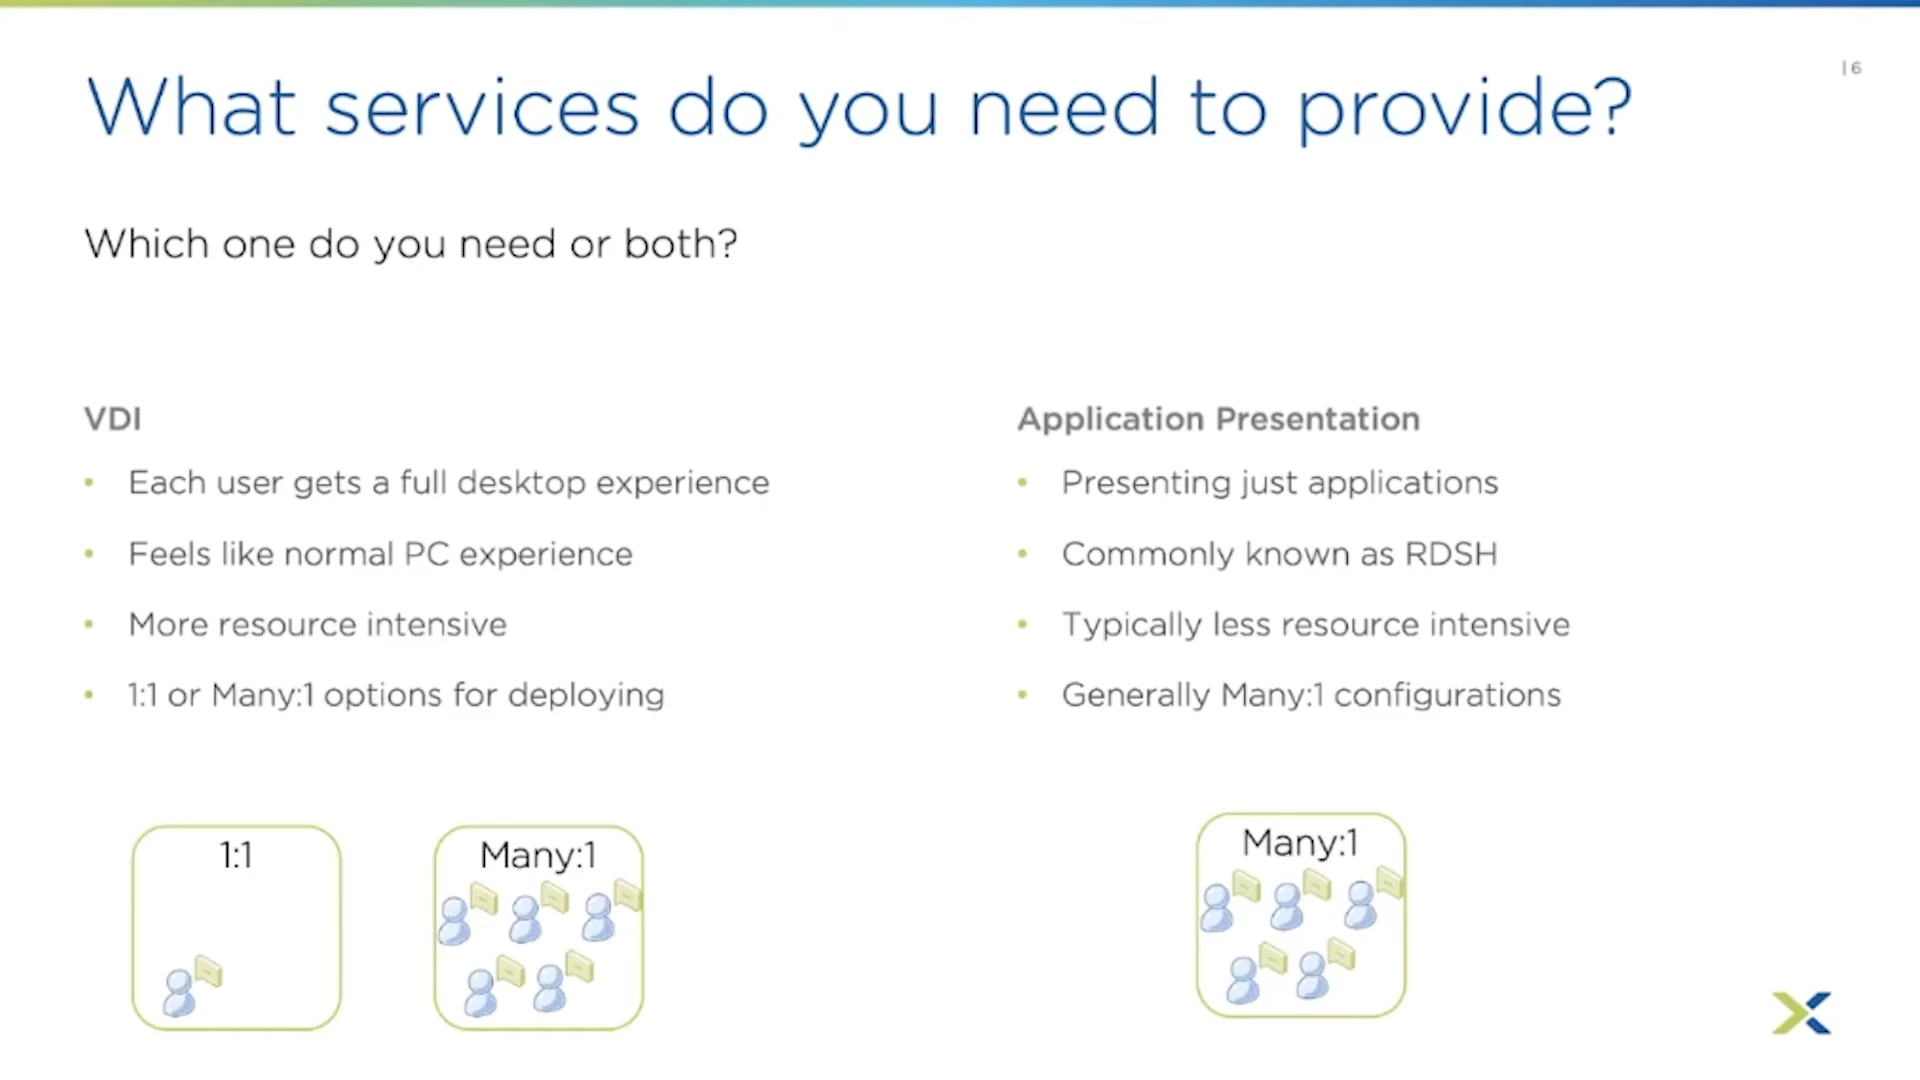 | 6
What services do you need to provide?
Which one do you need or both?
VDI
• Each user gets a full desktop experience
• Feels like normal PC experience
• More resource intensive
• 1:1 or Many:1 options for deploying
Application Presentation
• Presenting just applications
• Commonly known as RDSH
• Typically less resource intensive
• Generally Many:1 configurations
1:1
Many:1
Many:1